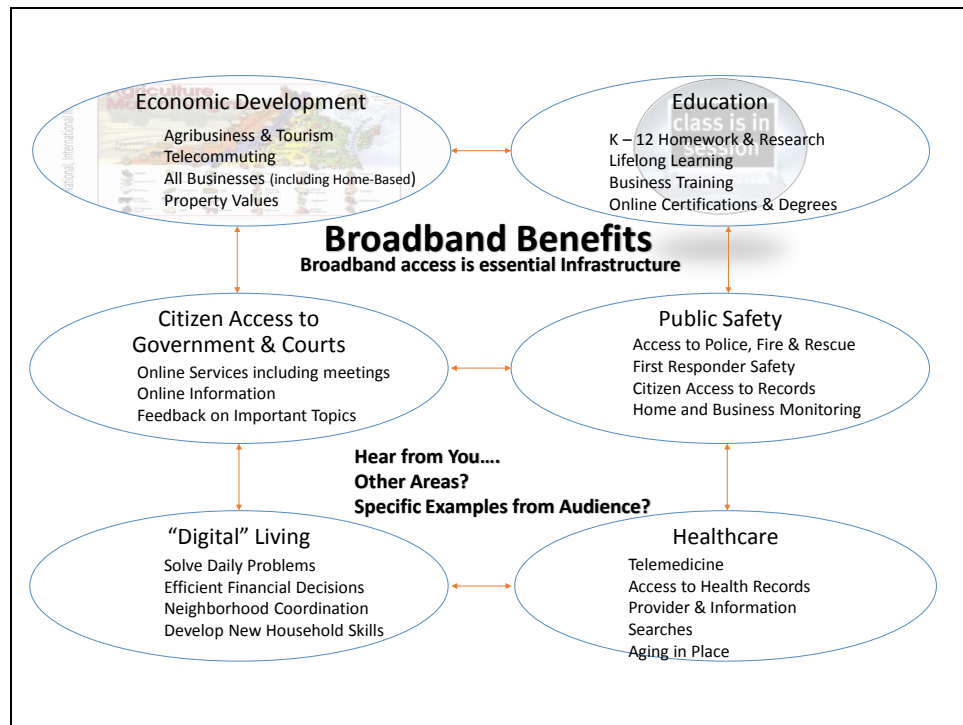 Economic Development
Agribusiness & Tourism
Telecommuting
All Businesses (including Home-Based)
Property Values
Agriculture
Education
class is in
session
K – 12 Homework & Research
Lifelong Learning
Business Training
Online Certifications & Degrees
Broadband Benefits
Broadband access is essential Infrastructure
Citizen Access to
Government & Courts
Online Services including meetings
Online Information
Feedback on Important Topics
Public Safety
Access to Police, Fire & Rescue
First Responder Safety
Citizen Access to Records
Home and Business Monitoring
Hear from You....
Other Areas?
Specific Examples from Audience?
“Digital” Living
Solve Daily Problems
Efficient Financial Decisions
Neighborhood Coordination
Develop New Household Skills
Healthcare
Telemedicine
Access to Health Records
Provider & Information
Searches
Aging in Place